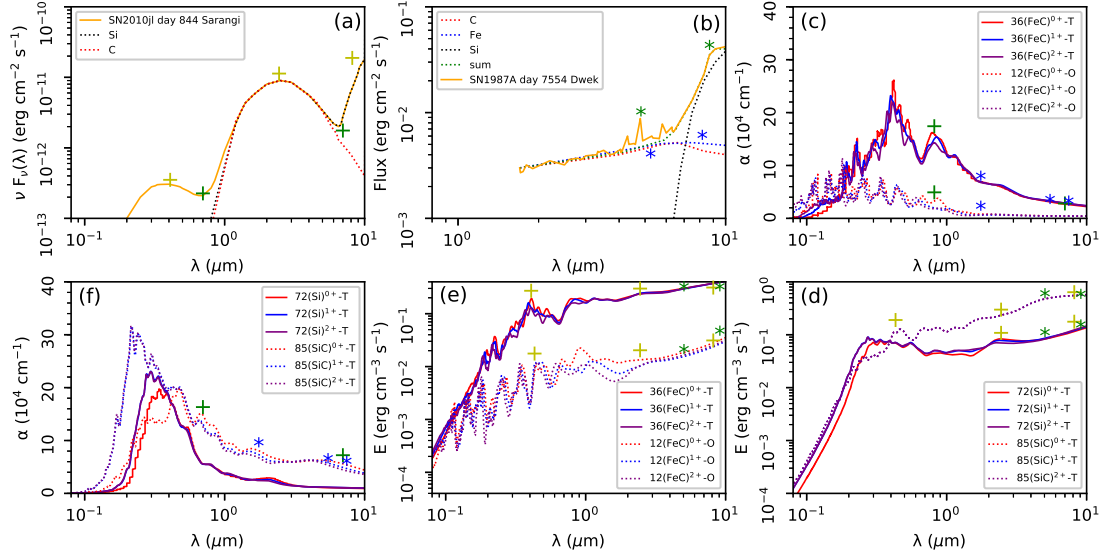 (a)
SN2010jl day 844 Sarangi
Si
C
ν Fν(λ) (erg cm⁻² s⁻¹)
10⁻¹⁰
10⁻¹¹
10⁻¹²
10⁻¹³
10⁻¹ 10⁰ 10¹
λ (μm)
(b)
C
Fe
Si
sum
SN1987A day 7554 Dwek
Flux (erg cm⁻² s⁻¹)
10⁻¹
10⁻²
10⁻³
10⁰ 10¹
λ (μm)
(c)
36(FeC)⁰⁺-T
36(FeC)¹⁺-T
36(FeC)²⁺-T
12(FeC)⁰⁺-O
12(FeC)¹⁺-O
12(FeC)²⁺-O
α (10⁴ cm⁻¹)
40
30
20
10
0
10⁻¹ 10⁰ 10¹
λ (μm)
(f)
72(Si)⁰⁺-T
72(Si)¹⁺-T
72(Si)²⁺-T
85(SiC)⁰⁺-T
85(SiC)¹⁺-T
85(SiC)²⁺-T
α (10⁴ cm⁻¹)
40
30
20
10
0
10⁻¹ 10⁰ 10¹
λ (μm)
(e)
36(FeC)⁰⁺-T
36(FeC)¹⁺-T
36(FeC)²⁺-T
12(FeC)⁰⁺-O
12(FeC)¹⁺-O
12(FeC)²⁺-O
E (erg cm⁻³ s⁻¹)
10⁻¹
10⁻²
10⁻³
10⁻⁴
10⁻¹ 10⁰ 10¹
λ (μm)
(d)
72(Si)⁰⁺-T
72(Si)¹⁺-T
72(Si)²⁺-T
85(SiC)⁰⁺-T
85(SiC)¹⁺-T
85(SiC)²⁺-T
E (erg cm⁻³ s⁻¹)
10⁰
10⁻¹
10⁻²
10⁻³
10⁻⁴
10⁻¹ 10⁰ 10¹
λ (μm)